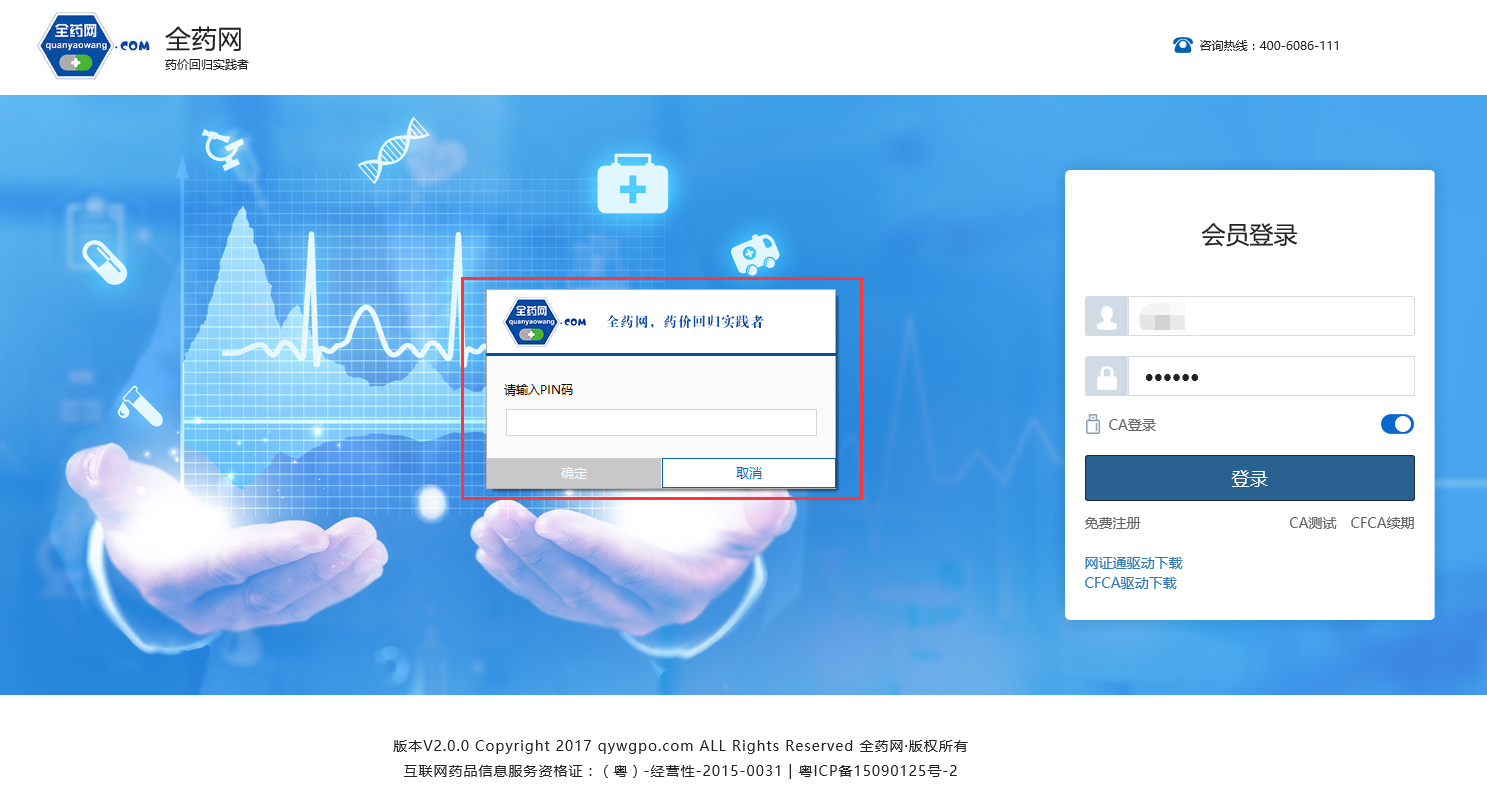 全药网
quanyaowang
.COM
全药网
药价回归实践者
咨询热线：400-6086-111
会员登录
全药网
quanyaowang
.COM
全药网，药价回归实践者
请输入PIN码
确定
取消
CA登录
登录
免费注册
CA测试
CFCA续期
网证通驱动下载
CFCA驱动下载
版本V2.0.0 Copyright 2017 qywgpo.com ALL Rights Reserved 全药网·版权所有
互联网药品信息服务资格证：（粤）-经营性-2015-0031 | 粤ICP备15090125号-2